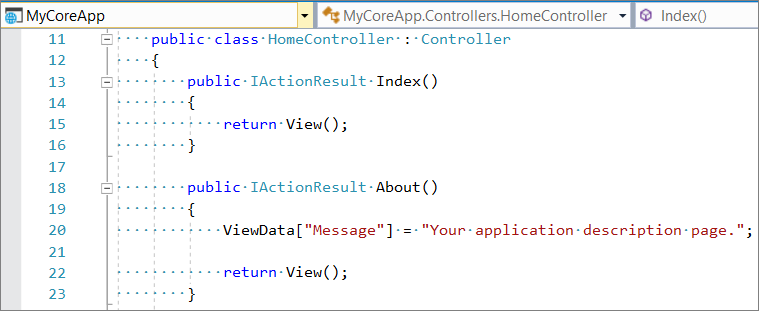 MyCoreApp MyCoreApp.Controllers.HomeController Index()
11 public class HomeController : Controller
12 {
13 public IActionResult Index()
14 {
15 return View();
16 }
17
18 public IActionResult About()
19 {
20 ViewData["Message"] = "Your application description page.";
21
22 return View();
23 }